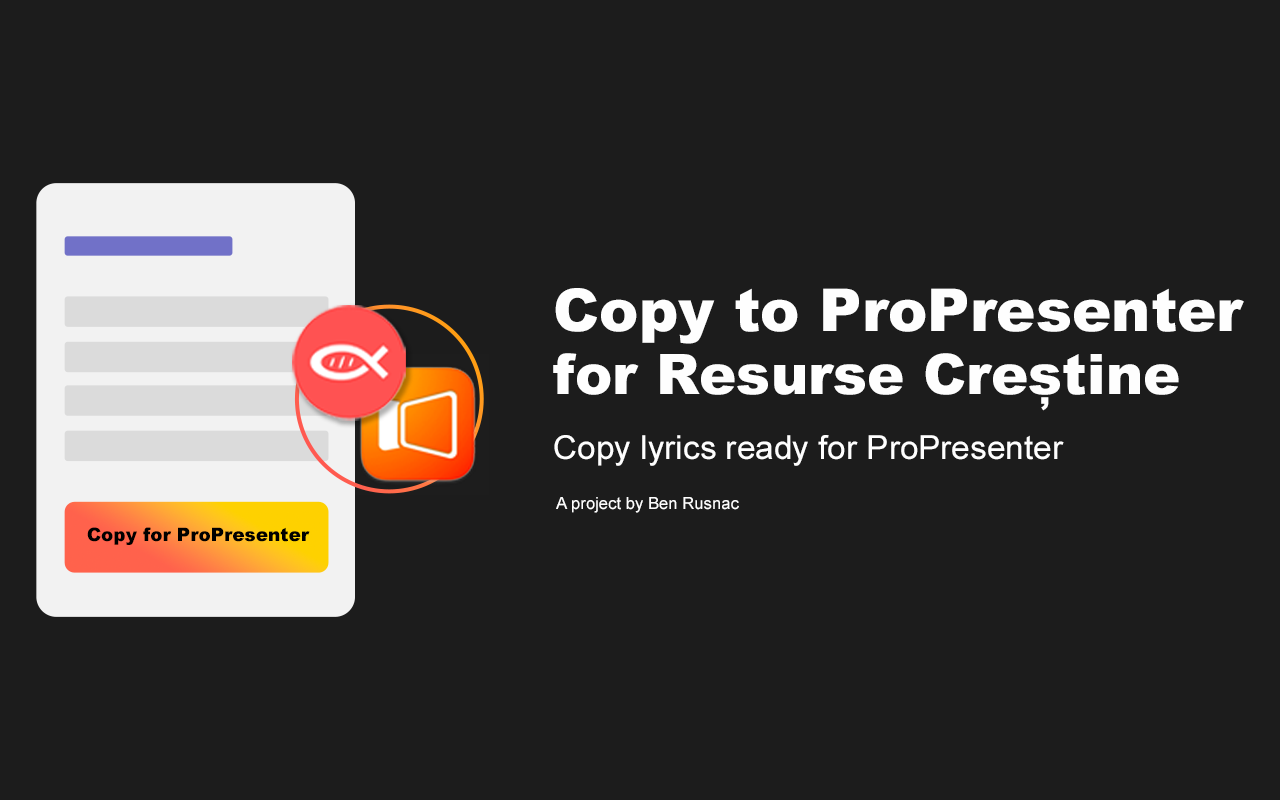 Copy to ProPresenter
for Resurse Creștine
Copy lyrics ready for ProPresenter
A project by Ben Rusnac
Copy for ProPresenter